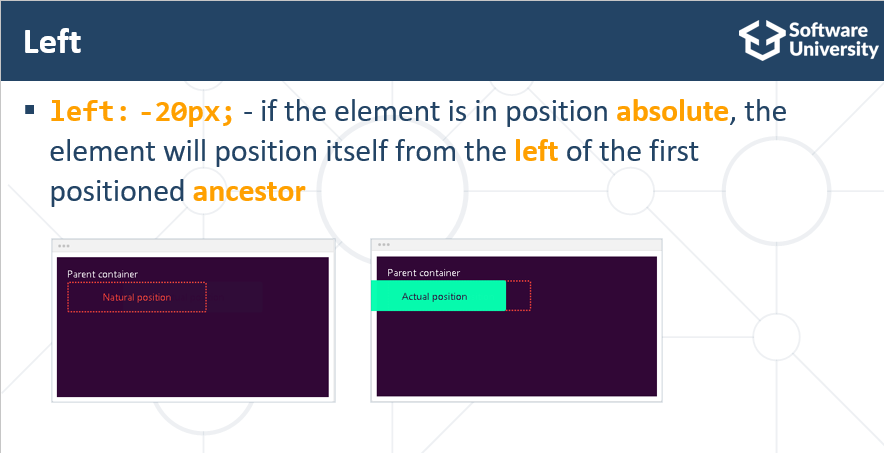 Left
Software
University
▪ left: -20px; - if the element is in position absolute, the
element will position itself from the left of the first
positioned ancestor
Parent container
Natural position
Parent container
Actual position